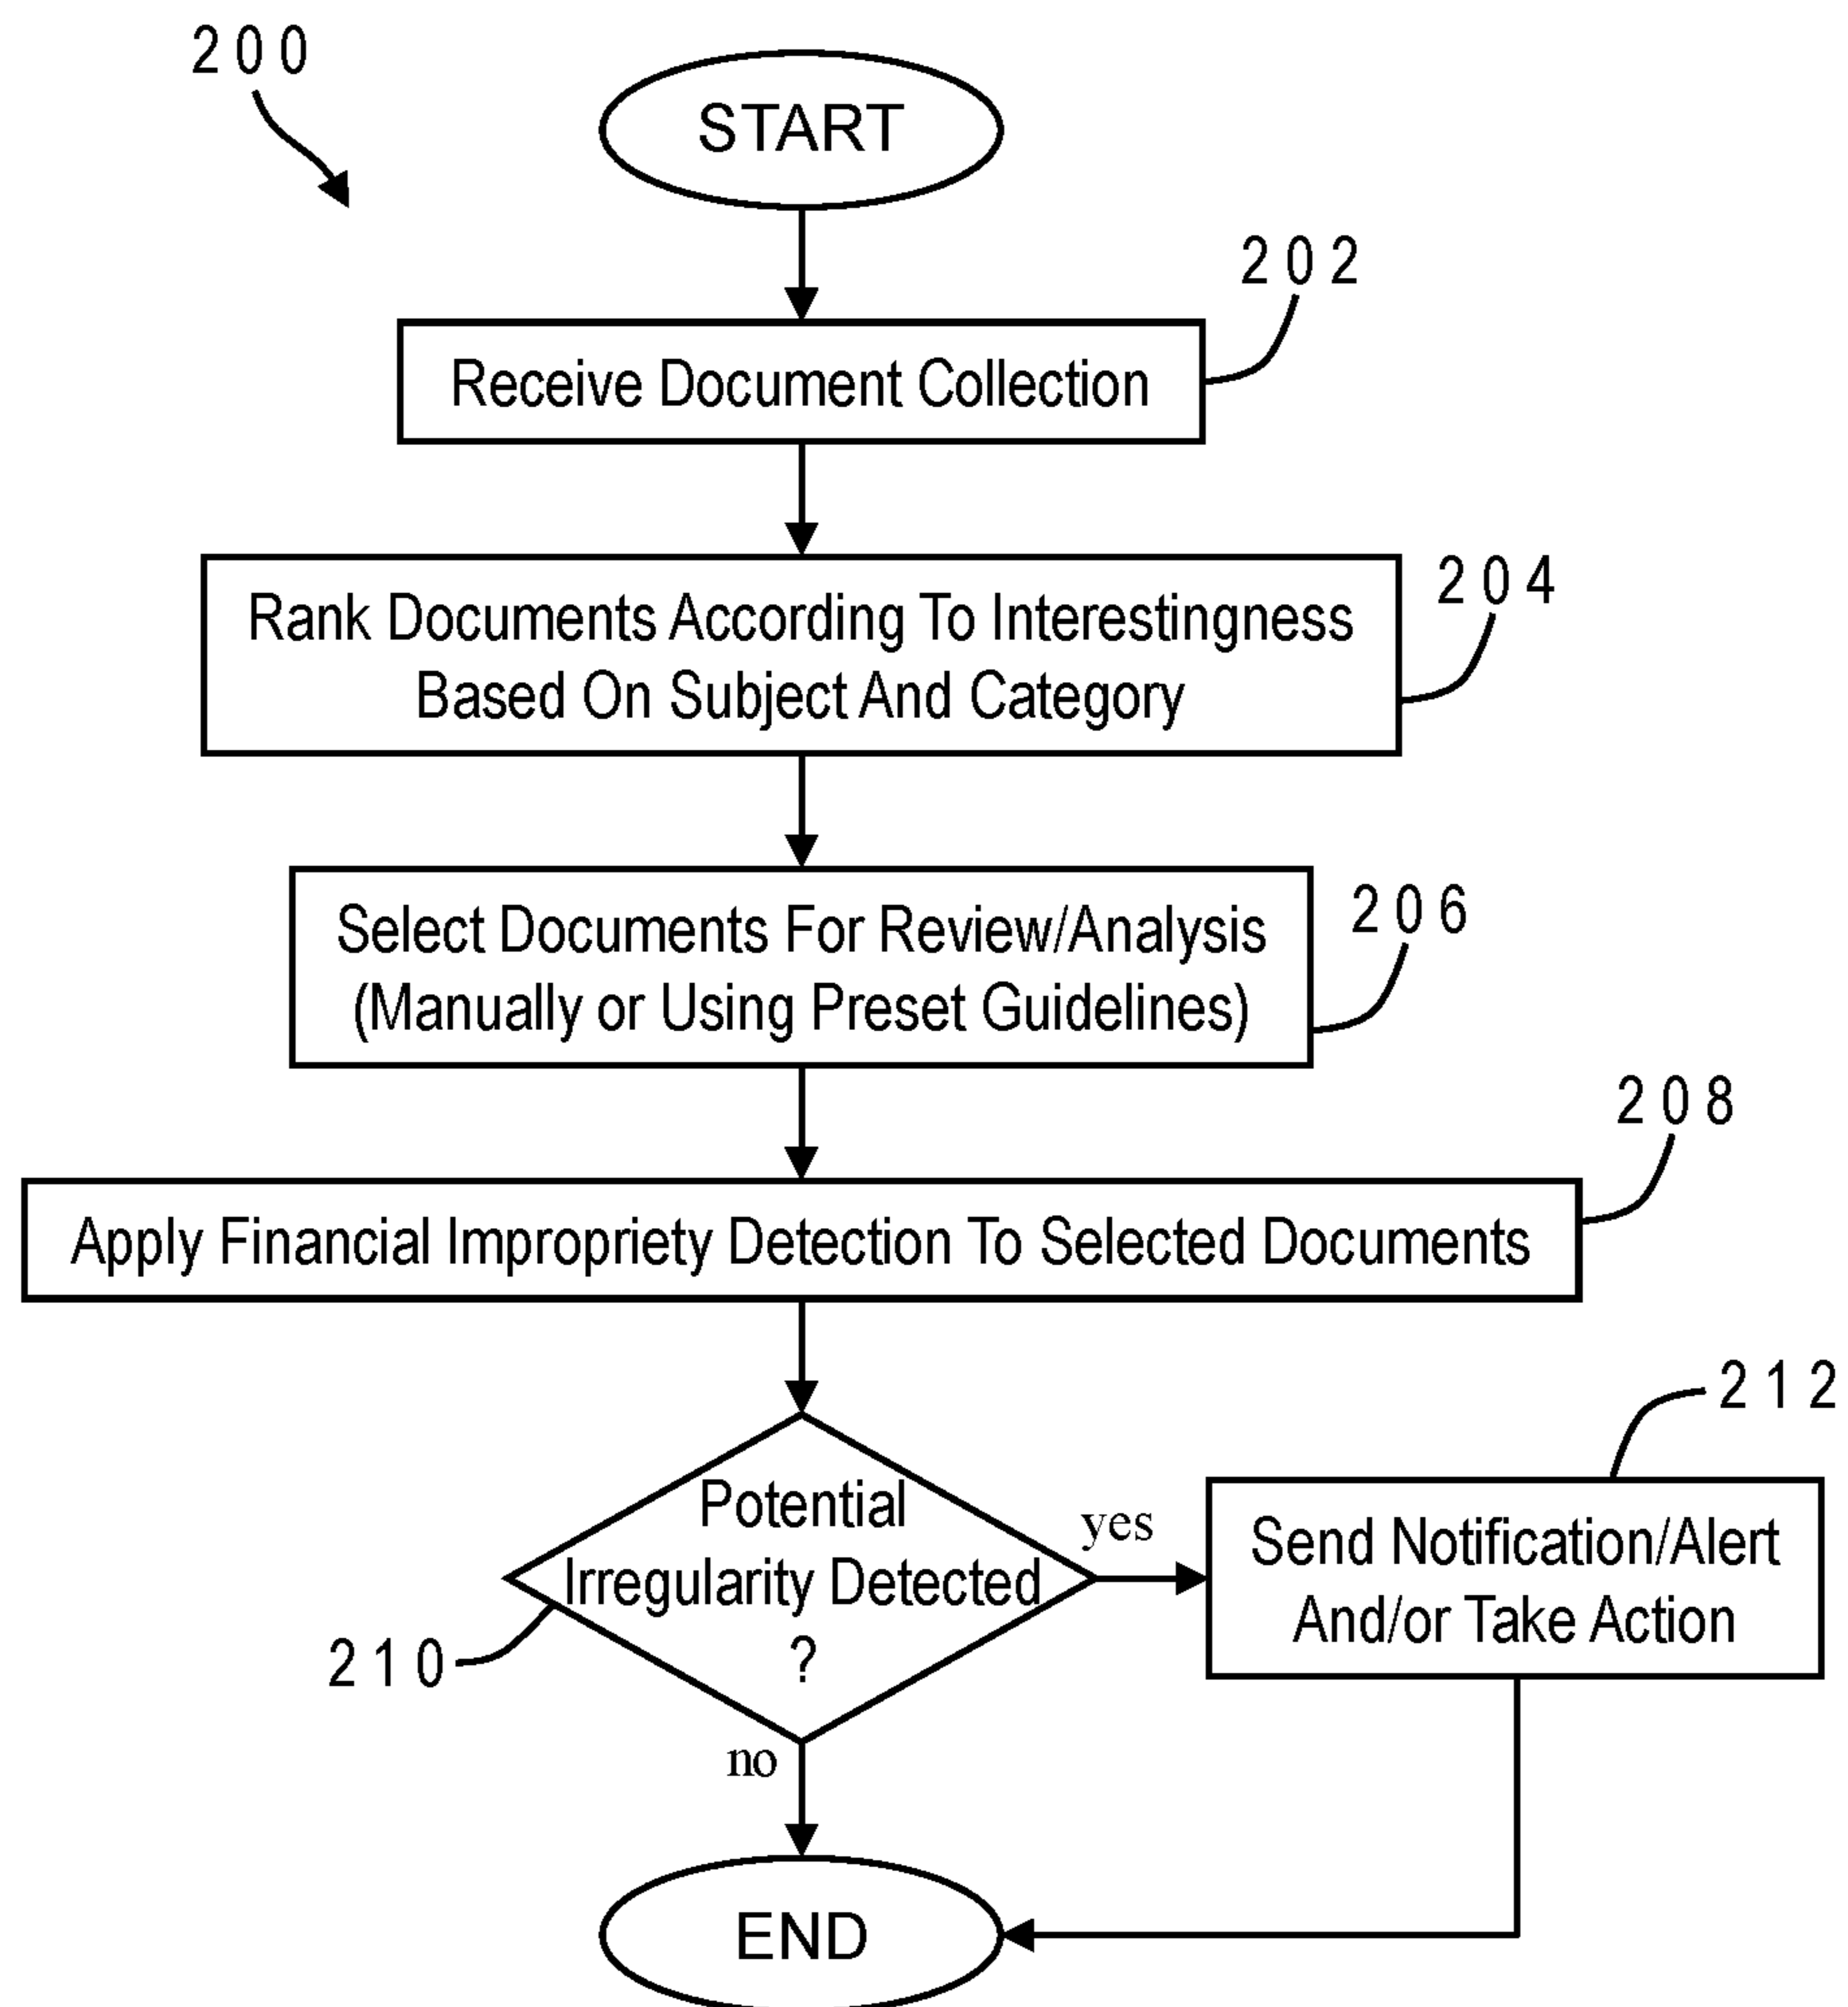 200
START
202
Receive Document Collection
204
Rank Documents According To Interestingness
Based On Subject And Category
206
Select Documents For Review/Analysis
(Manually or Using Preset Guidelines)
208
Apply Financial Impropriety Detection To Selected Documents
212
Potential
Irregularity Detected
?
yes
Send Notification/Alert
And/or Take Action
210
no
END